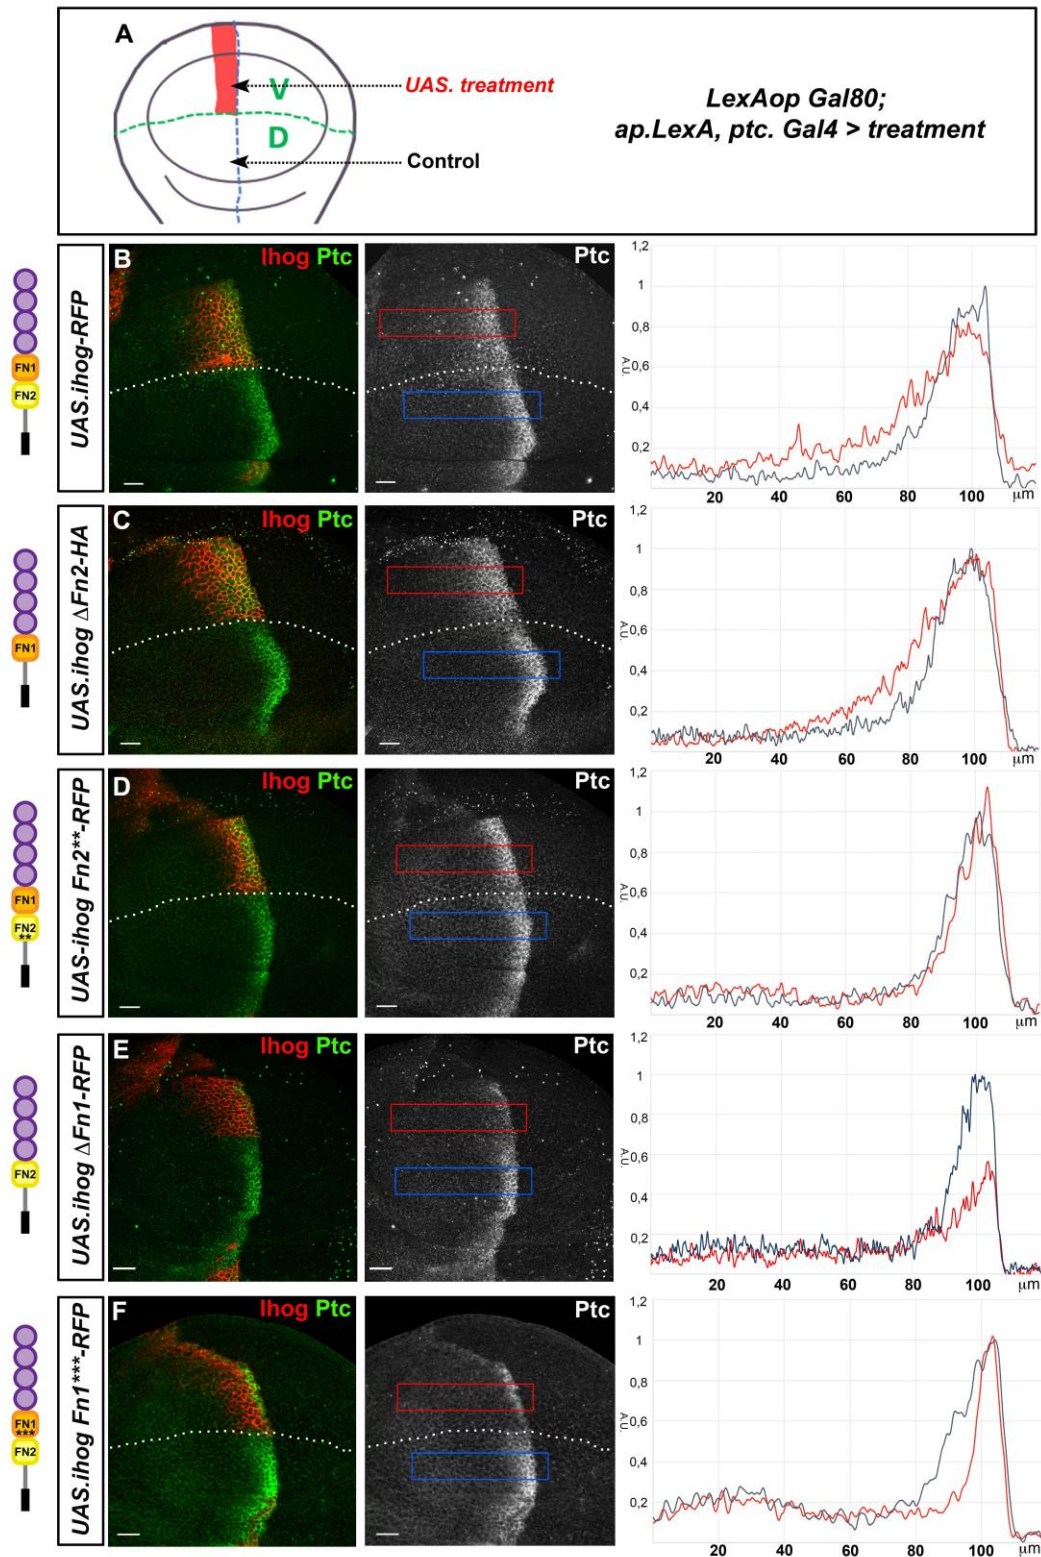 A
V
D
UAS. treatment
Control
LexAop Gal80;
ap.LexA, ptc. Gal4 > treatment
FN1
FN2
UAS.ihog-RFP
B
Ihog Ptc
Ptc
1,2
1
0,8
0,6
0,4
0,2
A.U.
20 40 60 80 100 μm
FN1
UAS.ihog ΔFn2-HA
C
Ihog Ptc
Ptc
1,2
1
0,8
0,6
0,4
0,2
A.U.
20 40 60 80 100 μm
FN1
FN2
**
UAS-ihog Fn2**-RFP
D
Ihog Ptc
Ptc
1,2
1
0,8
0,6
0,4
0,2
A.U.
20 40 60 80 100 μm
FN2
UAS.ihog ΔFn1-RFP
E
Ihog Ptc
Ptc
1,2
1
0,8
0,6
0,4
0,2
A.U.
20 40 60 80 100 μm
FN1
***
FN2
UAS.ihog Fn1***-RFP
F
Ihog Ptc
Ptc
1,2
1
0,8
0,6
0,4
0,2
A.U.
20 40 60 80 100 μm